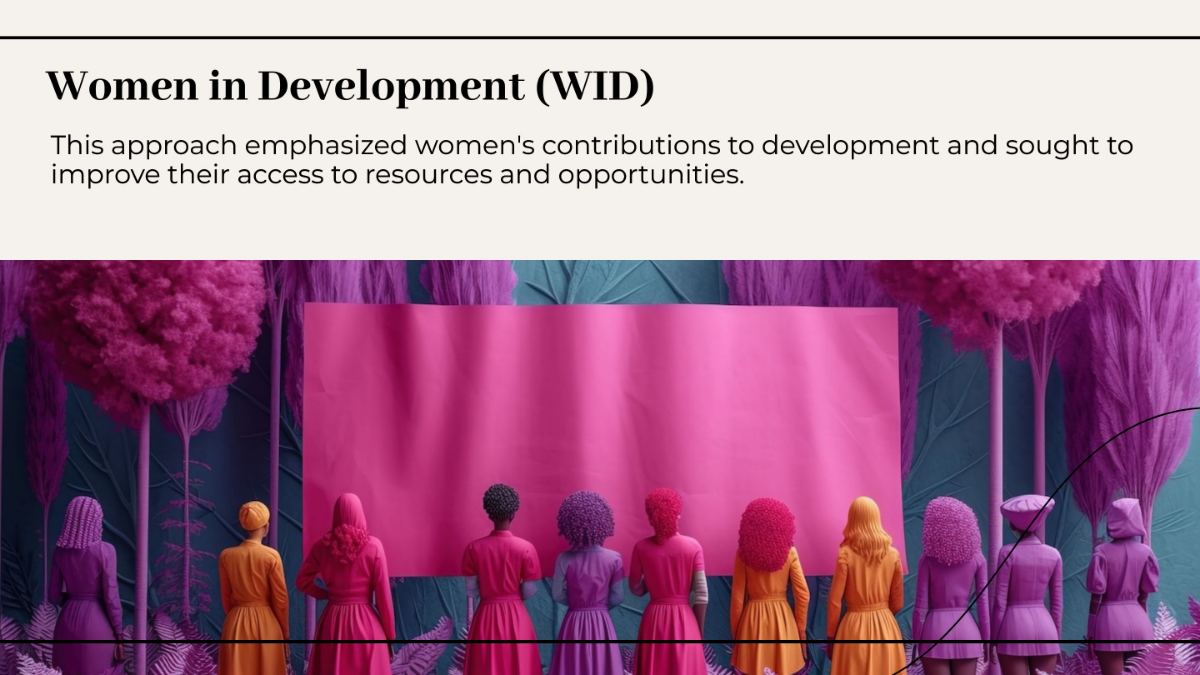 Women in Development (WID)
This approach emphasized women's contributions to development and sought to
improve their access to resources and opportunities.